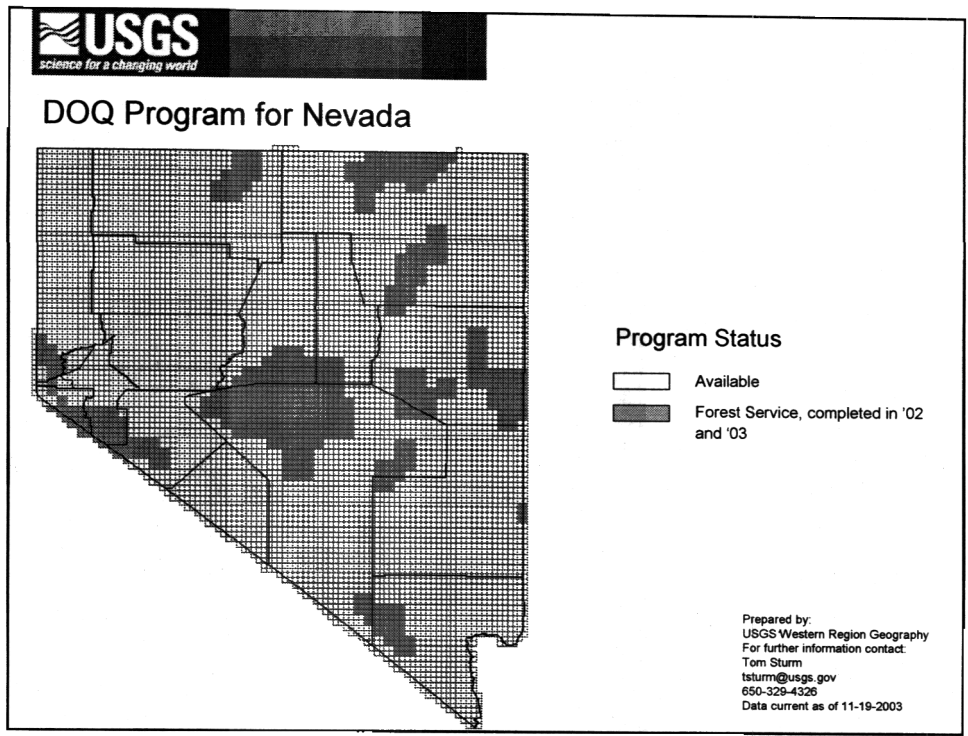 USGS
science for a changing world
DOQ Program for Nevada
Program Status
Available
Forest Service, completed in '02
and '03
Prepared by:
USGS Western Region Geography
For further information contact:
Tom Sturm
tsturm@usgs.gov
650-329-4326
Data current as of 11-19-2003